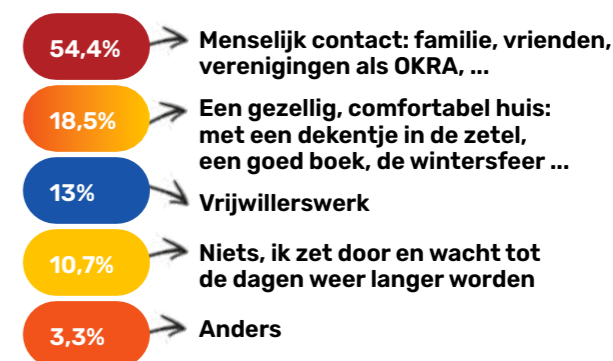 54,4%
Menselijk contact: familie, vrienden,
verenigingen als OKRA, ...
18,5%
Een gezellig, comfortabel huis:
met een dekentje in de zetel,
een goed boek, de wintersfeer ...
13%
Vrijwillerswerk
10,7%
Niets, ik zet door en wacht tot
de dagen weer langer worden
3,3%
Anders